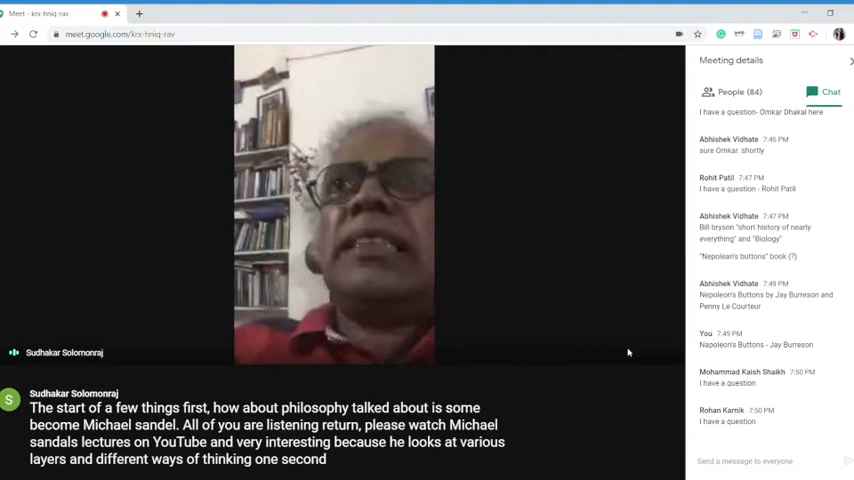 Meet - krx-hniq-rav
meet.google.com/krx-hniq-rav
Meeting details
People (84)
Chat
I have a question- Omkar Dhakal here
Abhishek Vidhate 7:45 PM
sure Omkar, shortly
Rohit Patil 7:47 PM
I have a question - Rohit Patil
Abhishek Vidhate 7:47 PM
Bill bryson "short history of nearly
everything" and "Biology"
"Nepolean's buttons" book (?)
Abhishek Vidhate 7:49 PM
Nepoleon's Buttons by Jay Burreson and
Penny Le Courteur
You 7:49 PM
Napoleon's Buttons - Jay Burreson
Mohammad Kaish Shaikh 7:50 PM
I have a question
Rohan Karnik 7:50 PM
I have a question
Send a message to everyone
Sudhakar Solomonraj
S
Sudhakar Solomonraj
The start of a few things first, how about philosophy talked about is some
become Michael sandel. All of you are listening return, please watch Michael
sandals lectures on YouTube and very interesting because he looks at various
layers and different ways of thinking one second